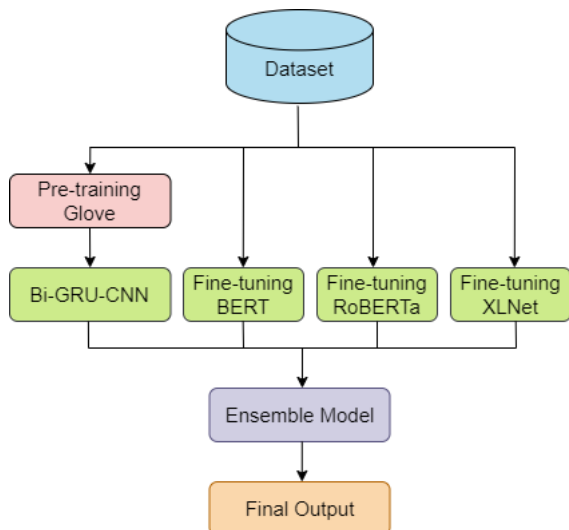 Dataset
Pre-training
Glove
Bi-GRU-CNN
Fine-tuning
BERT
Fine-tuning
RoBERTa
Fine-tuning
XLNet
Ensemble Model
Final Output